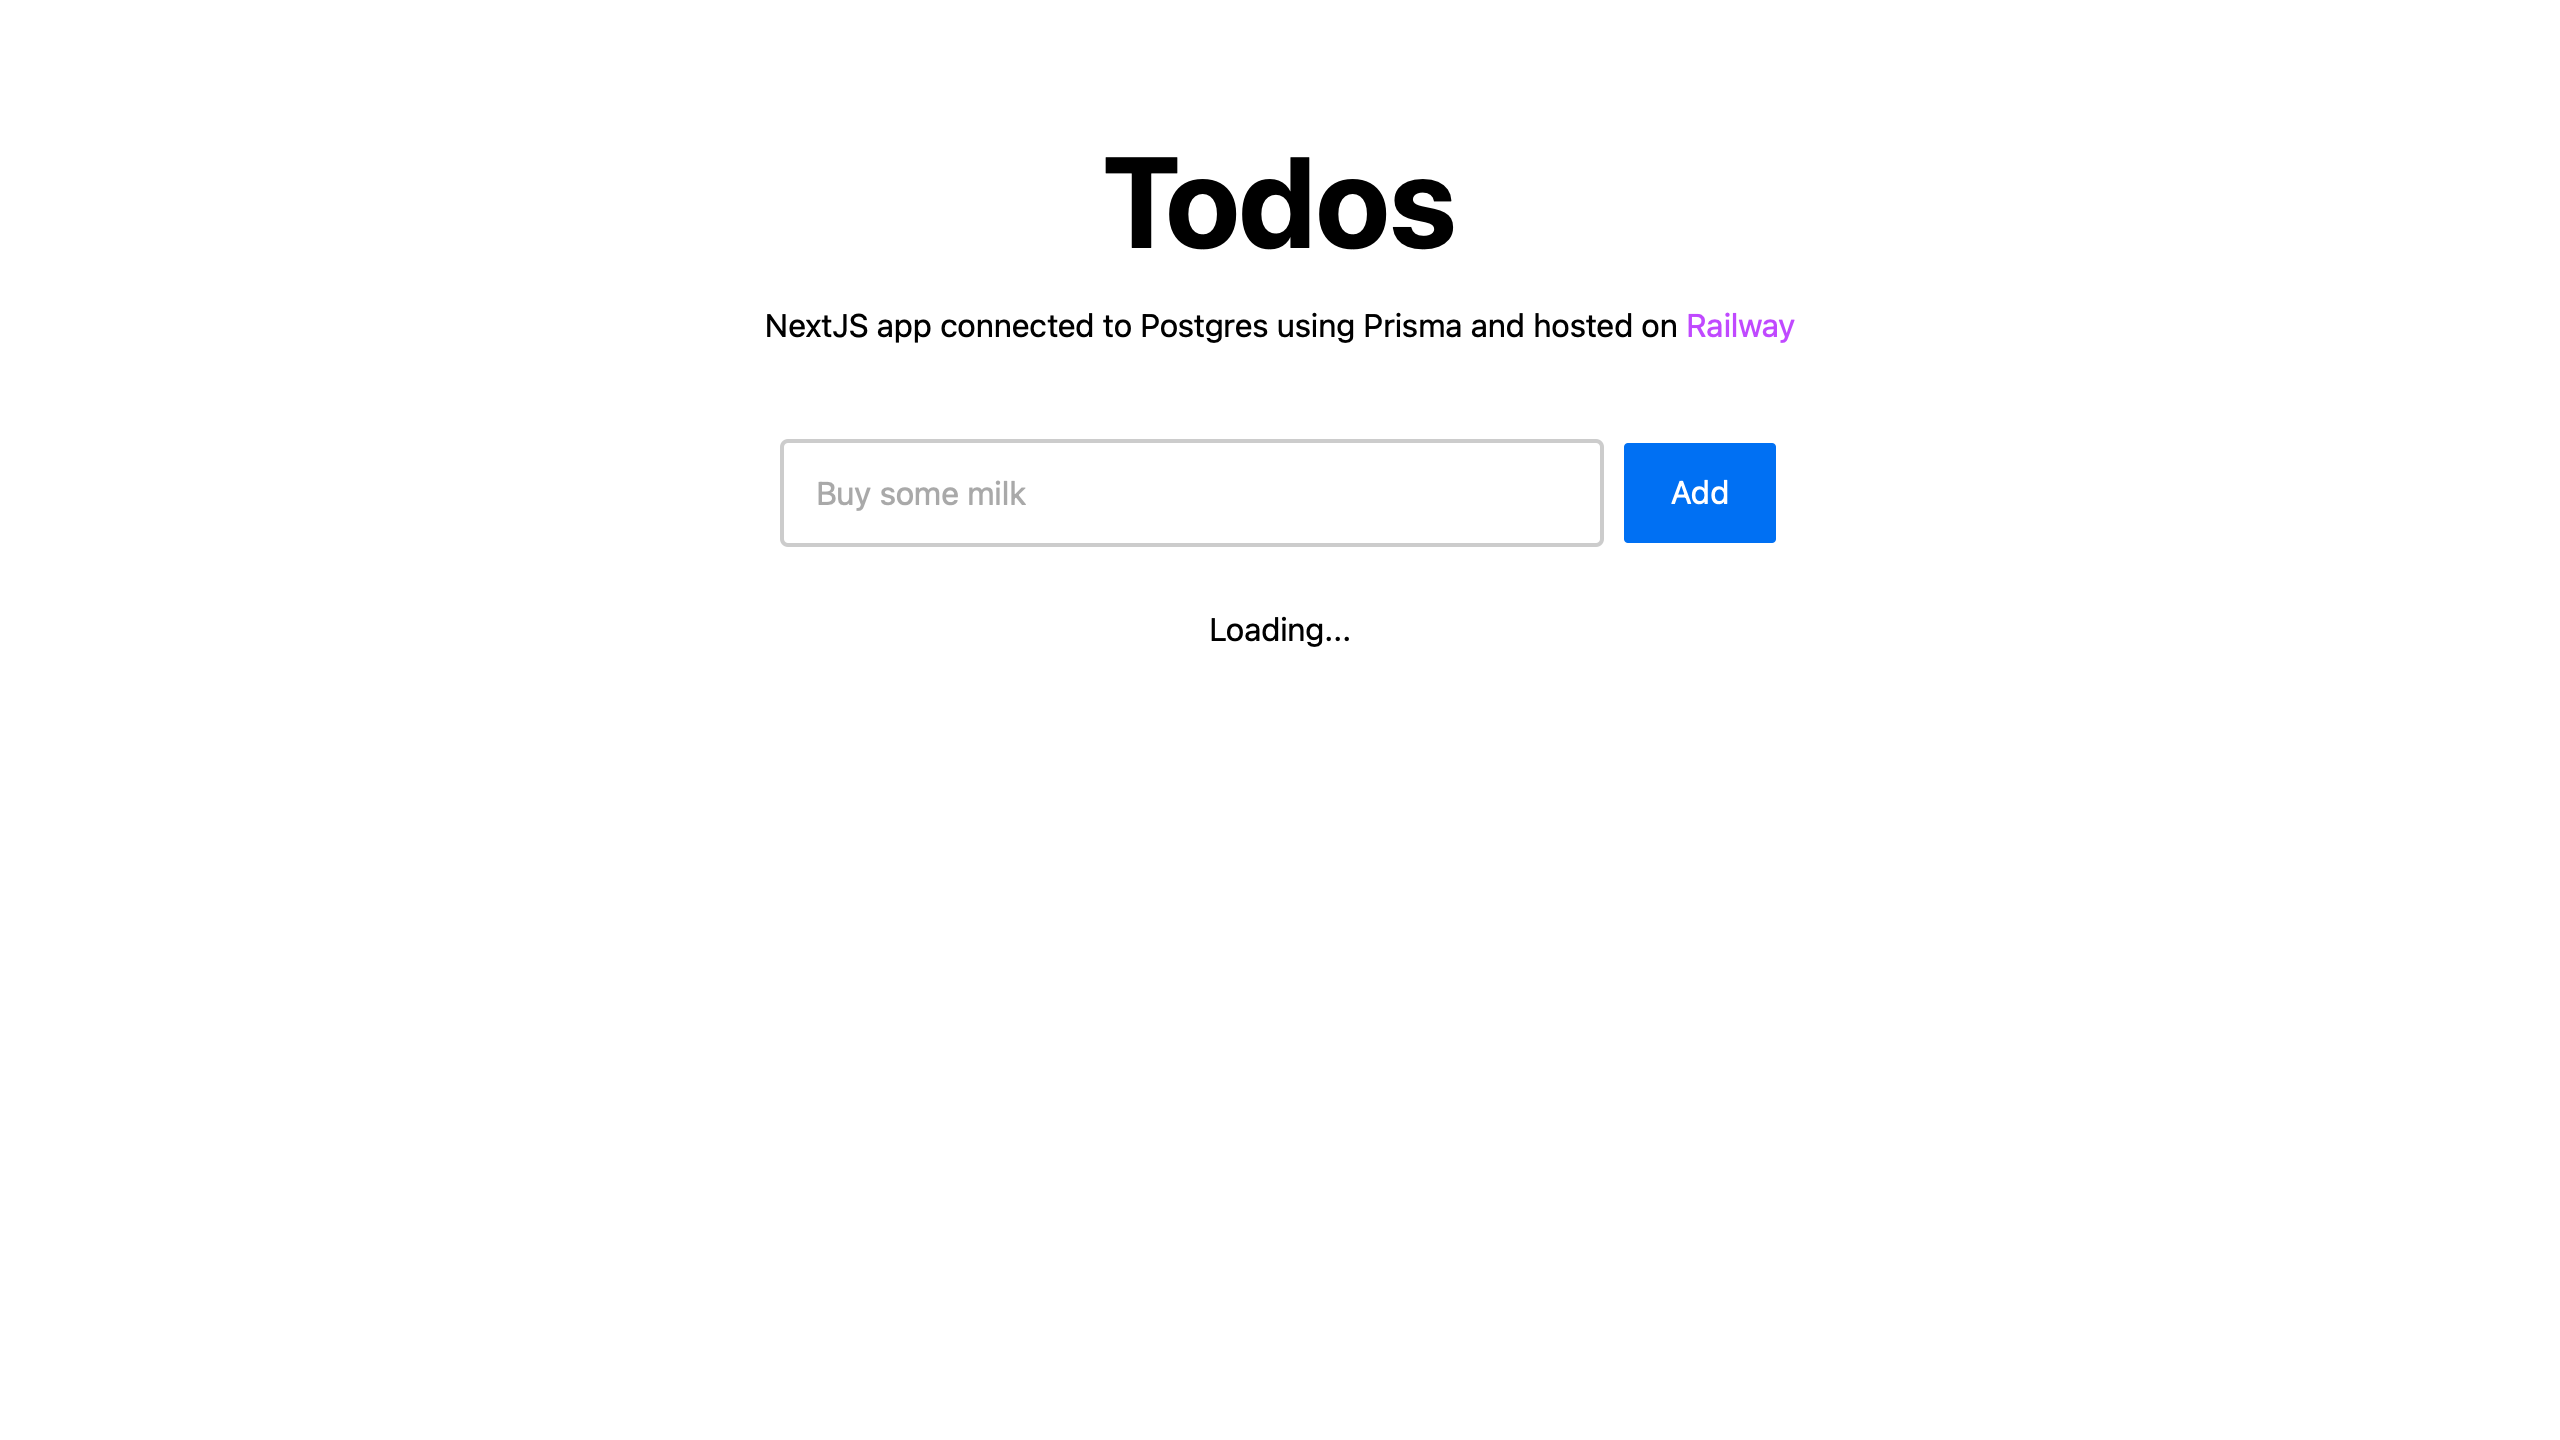 Todos
NextJS app connected to Postgres using Prisma and hosted on Railway
Buy some milk
Add
Loading...